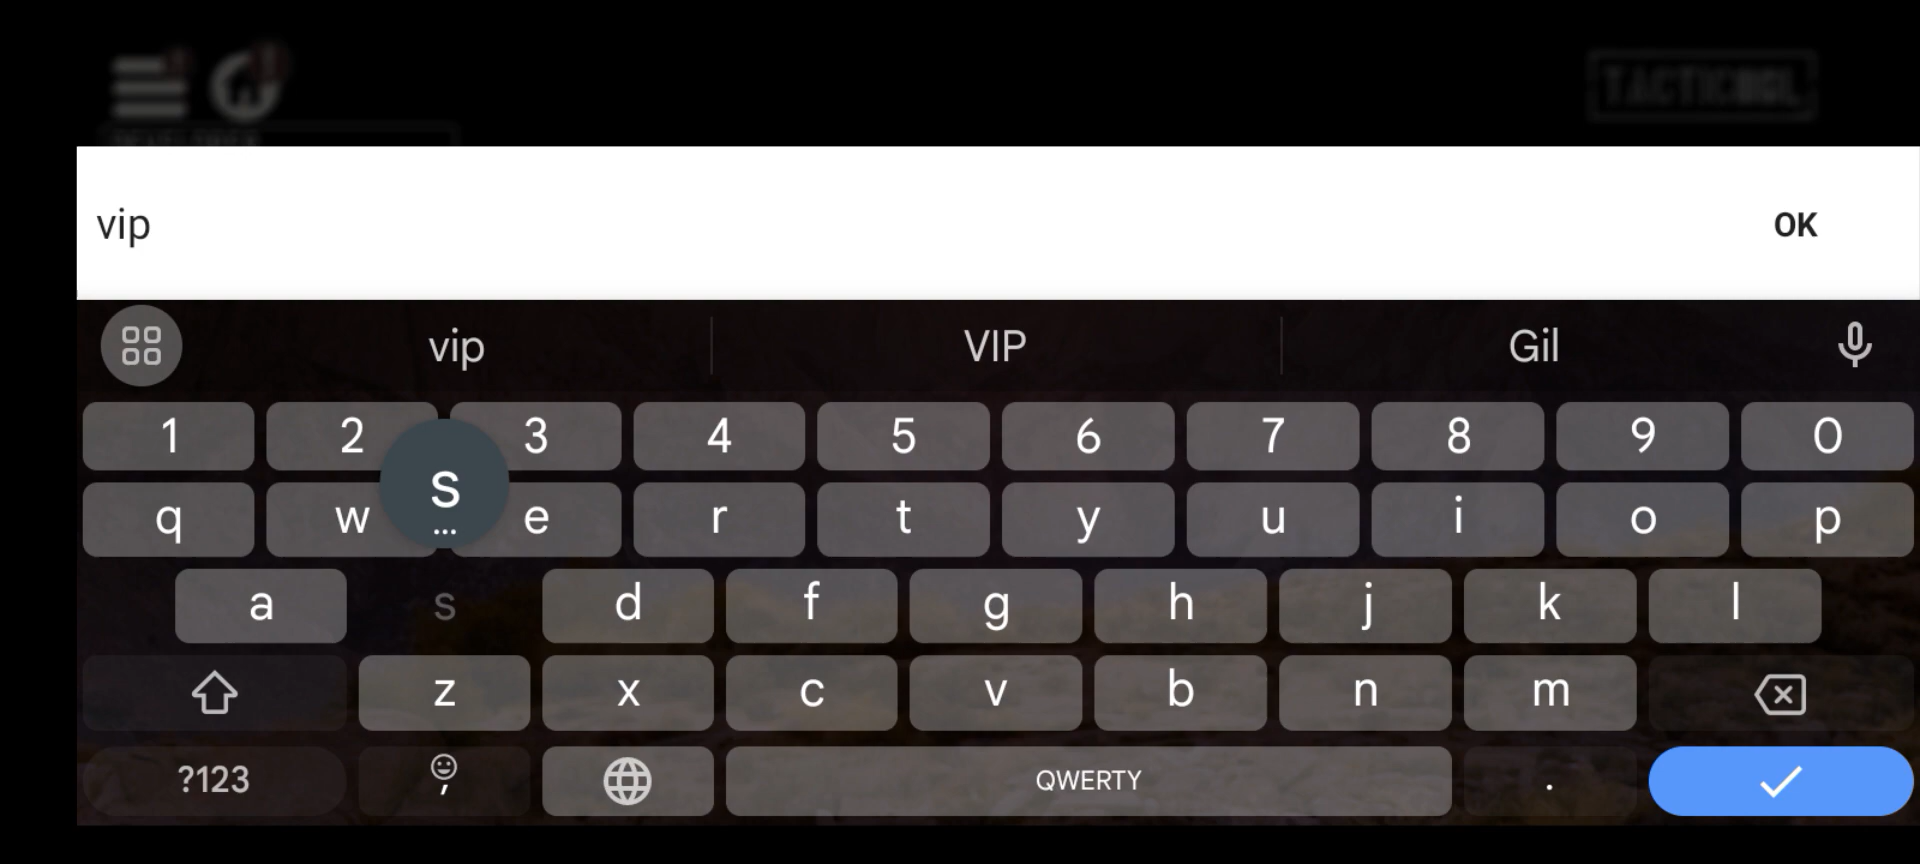 vip
OK
vip VIP Gil
1 2 3 4 5 6 7 8 9 0
s
...
q w e r t y u i o p
a s d f g h j k l
z x c v b n m
?123 , QWERTY .